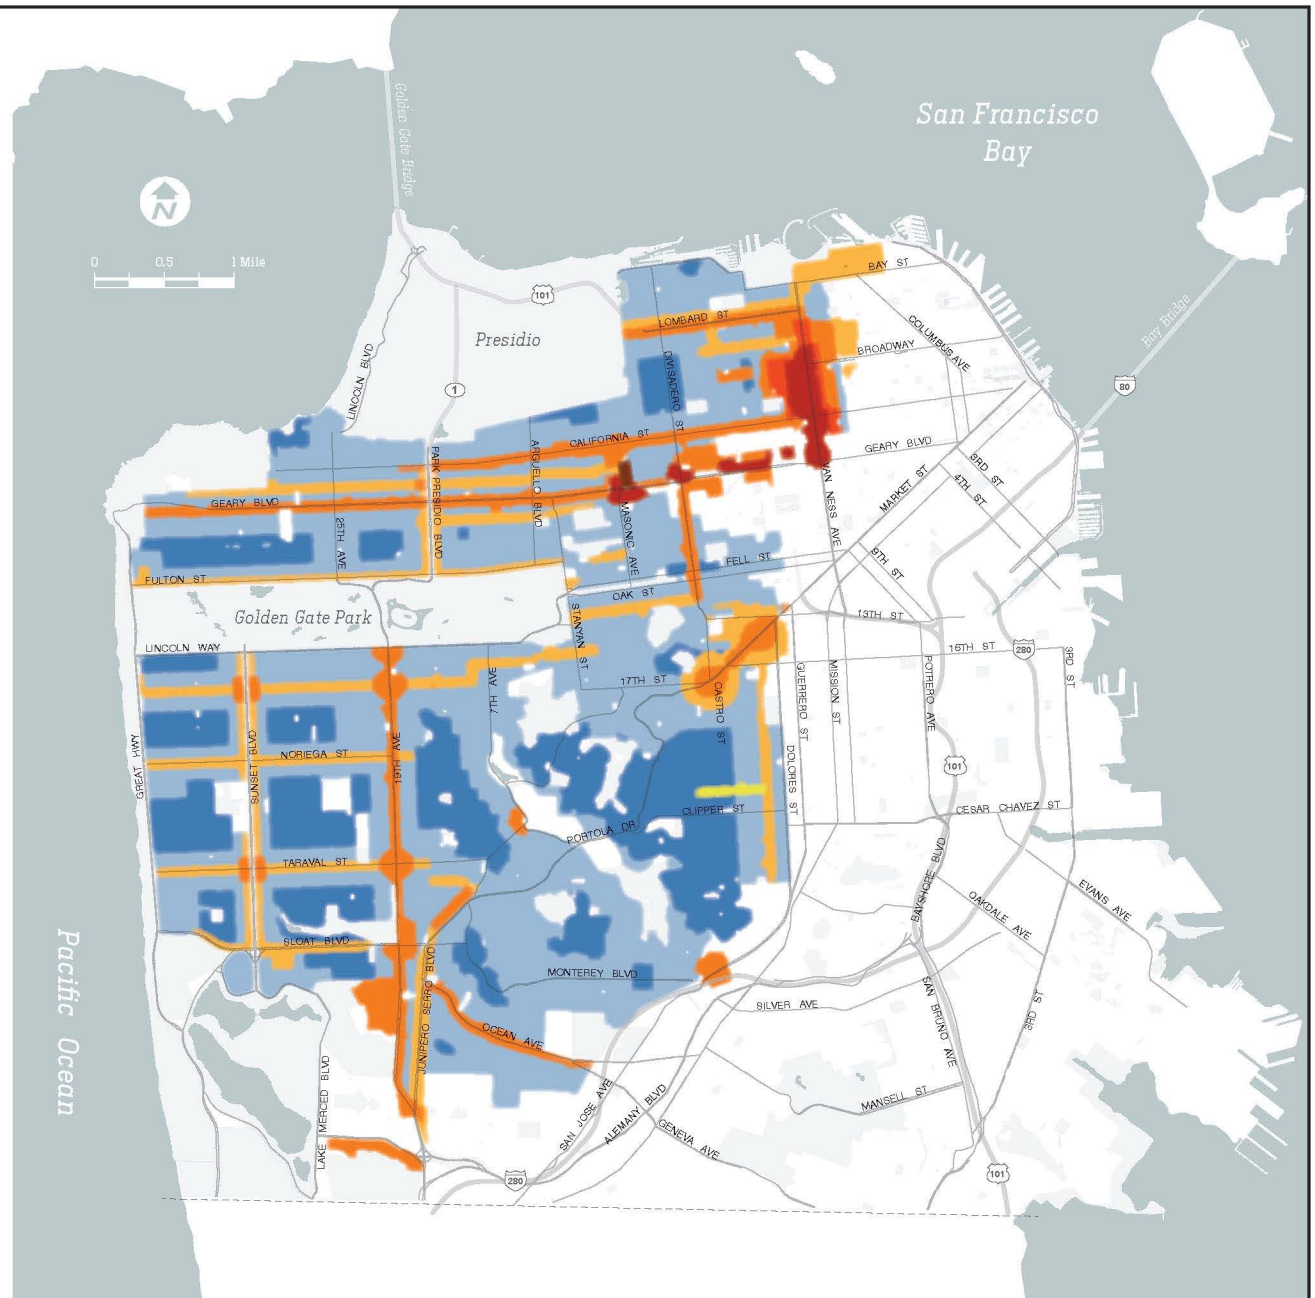 San Francisco
Bay
Golden Gate Bridge
N
0 0.5 1 Mile
Bay Bridge
101
Presidio
1
80
LINCOLN BLVD
BAY ST
LOMBARD ST
COLUMBUS AVE
BROADWAY
DIVISADERO ST
CALIFORNIA ST
ARGUELLO BLVD
PARK PRESIDIO BLVD
GEARY BLVD
GEARY BLVD
25TH AVE
MASONIC AVE
VAN NESS AVE
MARKET ST
3RD ST
4TH ST
9TH ST
FELL ST
FULTON ST
OAK ST
Golden Gate Park
STANYAN ST
13TH ST
LINCOLN WAY
16TH ST
280
3RD ST
17TH ST
7TH AVE
CASTRO ST
GUERRERO ST
MISSION ST
POTRERO AVE
GREAT HWY
SUNSET BLVD
NORIEGA ST
19TH AVE
DOLORES ST
101
CLIPPER ST
CESAR CHAVEZ ST
PORTOLA DR
TARAVAL ST
BAYSHORE BLVD
OAKDALE AVE
EVANS AVE
SLOAT BLVD
MONTEREY BLVD
JUNIPERO SERRO BLVD
SILVER AVE
SAN BRUNO AVE
3RD ST
OCEAN AVE
Pacific Ocean
LAKE MERCED BLVD
SAN JOSE AVE
ALEMANY BLVD
GENEVA AVE
MANSELL ST
280
101